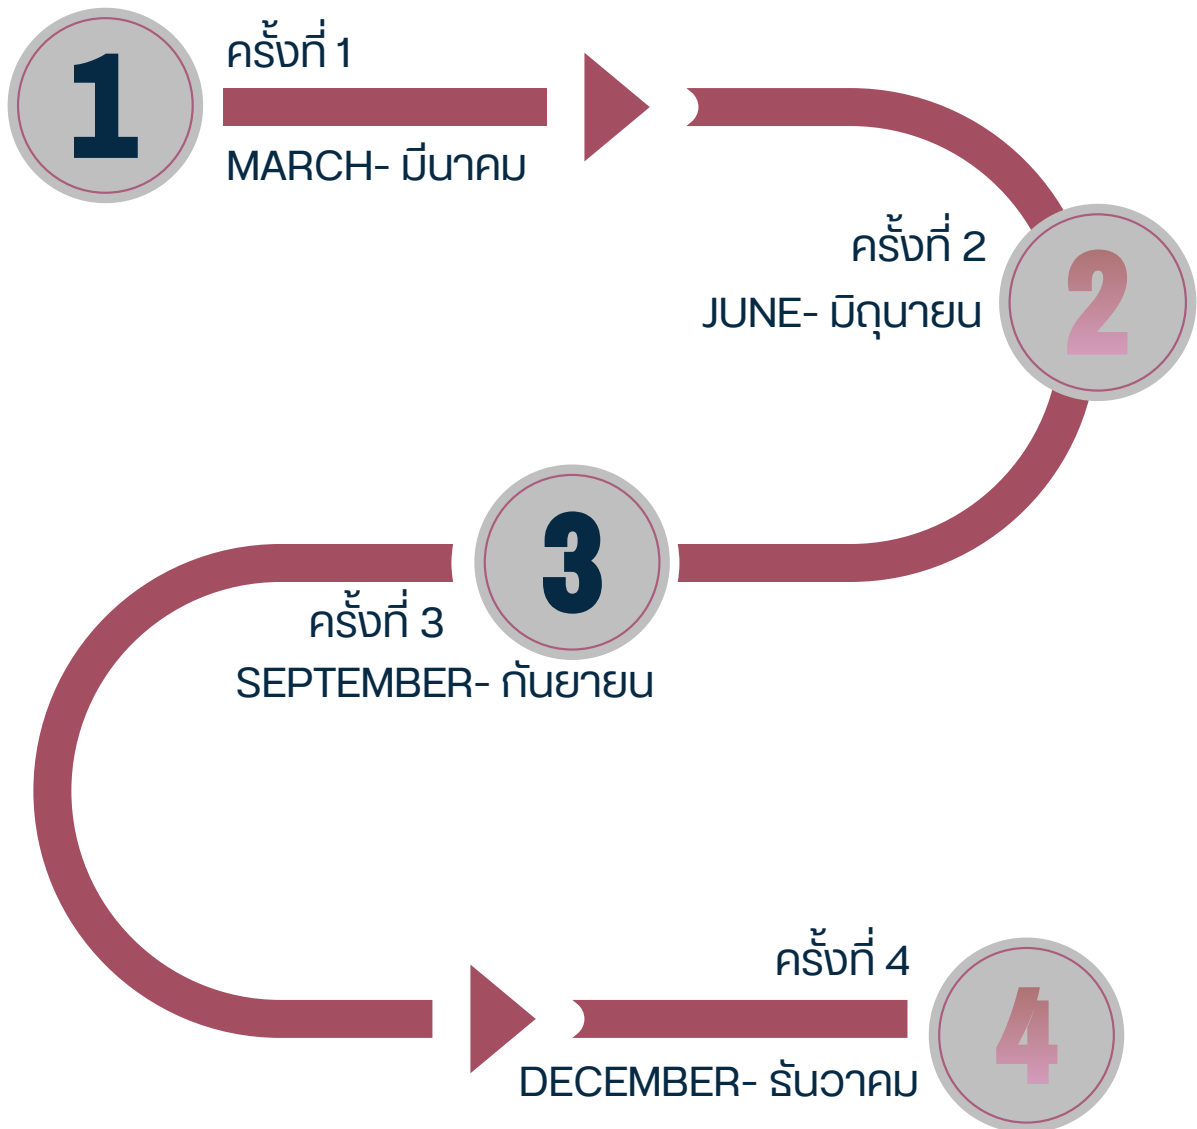 1
ครั้งที่ 1
MARCH- มีนาคม
ครั้งที่ 2
2
JUNE- มิถุนายน
3
ครั้งที่ 3
SEPTEMBER- กันยายน
ครั้งที่ 4
4
DECEMBER- ธันวาคม